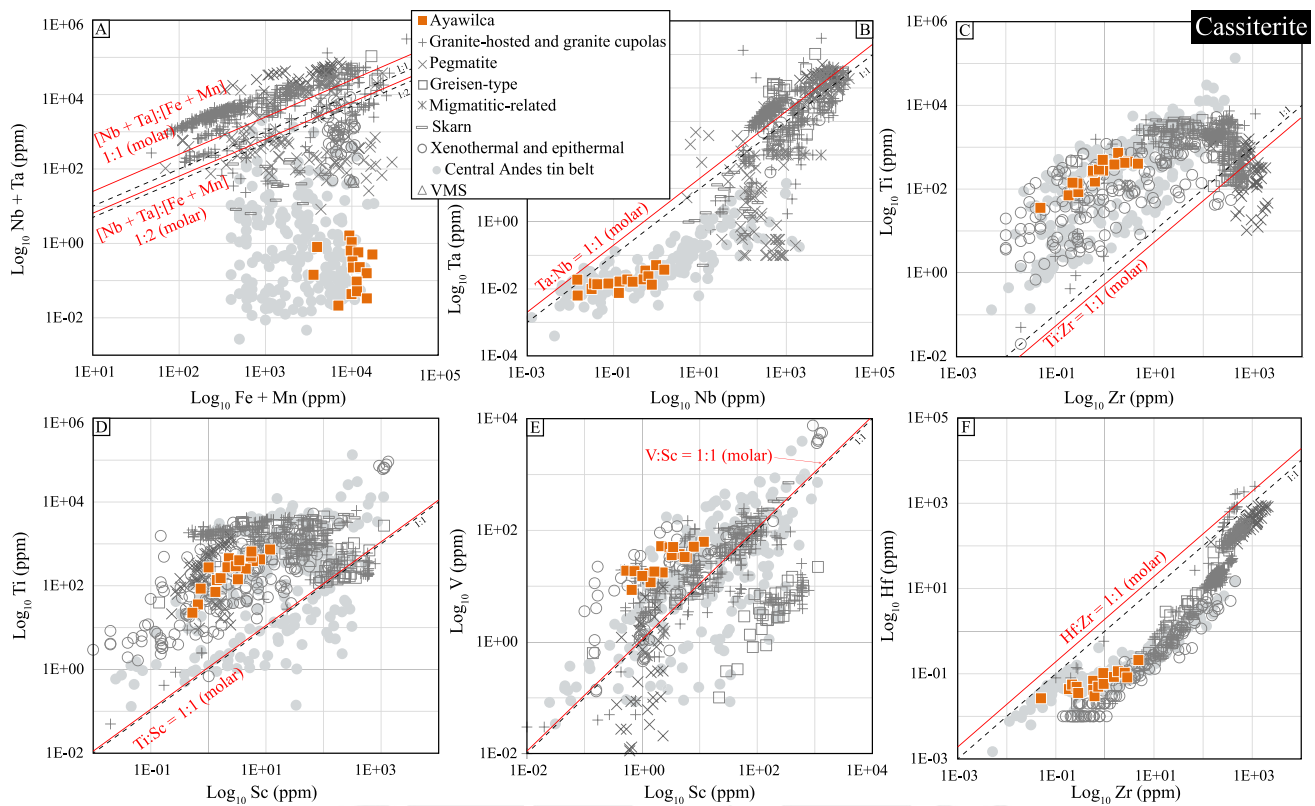 Cassiterite
A
1E+06
1E+04
1E+02
1E+00
1E-02
1E+01
1E+03
1E+05
Log10 Nb + Ta (ppm)
Log10 Fe + Mn (ppm)
[Nb + Ta]:[Fe + Mn]
1:1 (molar)
[Nb + Ta]:[Fe + Mn]
1:2 (molar)
1:1
1:2
Ayawilca
Granite-hosted and granite cupolas
Pegmatite
Greisen-type
Migmatitic-related
Skarn
Xenothermal and epithermal
Central Andes tin belt
VMS
B
1E+00
1E-02
1E-04
1E-03
1E-01
1E+01
1E+03
1E+05
Log10 Ta (ppm)
Log10 Nb (ppm)
Ta:Nb = 1:1 (molar)
1:1
C
1E+06
1E+04
1E+02
1E+00
1E-02
1E-03
1E-01
1E+01
1E+03
Log10 Ti (ppm)
Log10 Zr (ppm)
Ti:Zr = 1:1 (molar)
1:1
D
1E+06
1E+04
1E+02
1E+00
1E-02
1E-01
1E+01
1E+03
Log10 Ti (ppm)
Log10 Sc (ppm)
Ti:Sc = 1:1 (molar)
1:1
E
1E+04
1E+02
1E+00
1E-02
1E-02
1E+00
1E+02
1E+04
Log10 V (ppm)
Log10 Sc (ppm)
V:Sc = 1:1 (molar)
1:1
F
1E+05
1E+03
1E+01
1E-01
1E-03
1E-03
1E-01
1E+01
1E+03
Log10 Hf (ppm)
Log10 Zr (ppm)
Hf:Zr = 1:1 (molar)
1:1